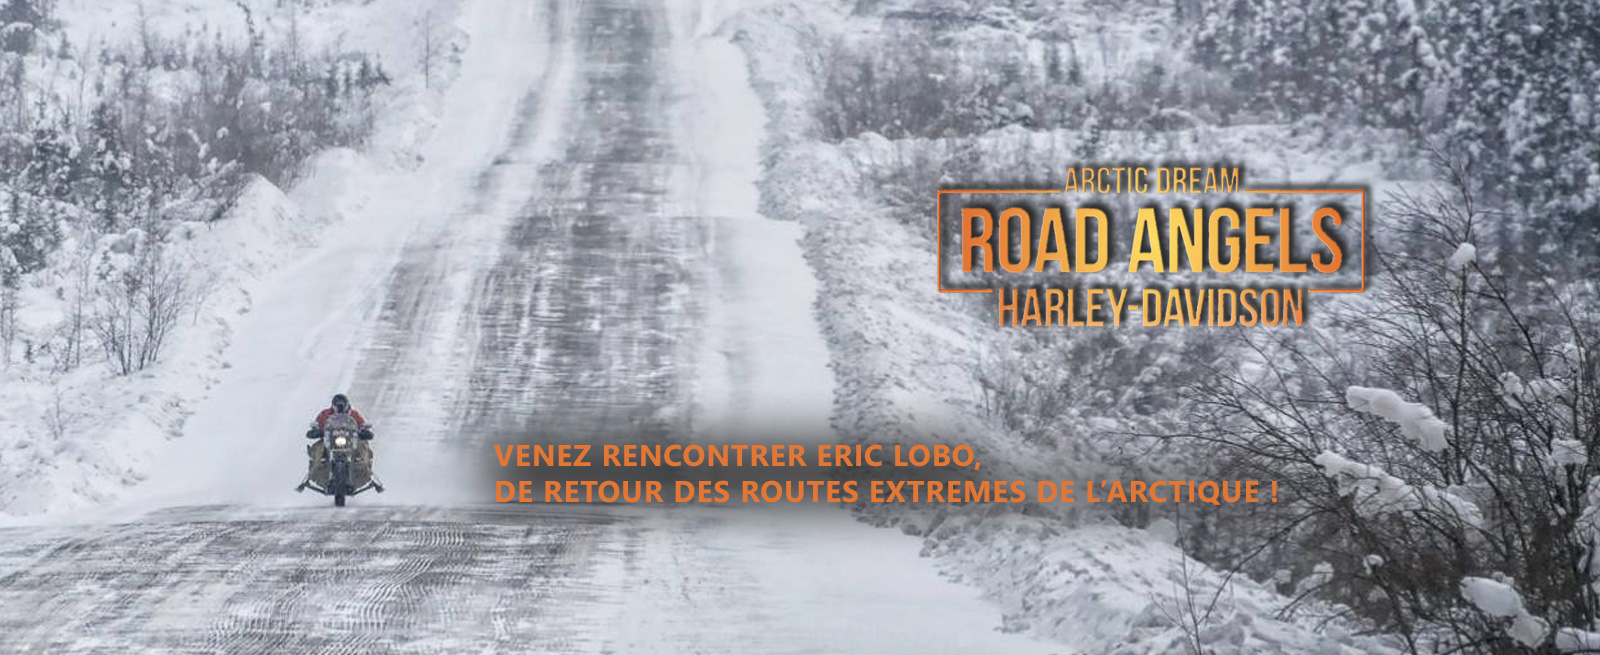 ARCTIC DREAM
ROAD ANGELS
HARLEY-DAVIDSON
VENEZ RENCONTRER ERIC LOBO,
DE RETOUR DES ROUTES EXTREMES DE L'ARCTIQUE !